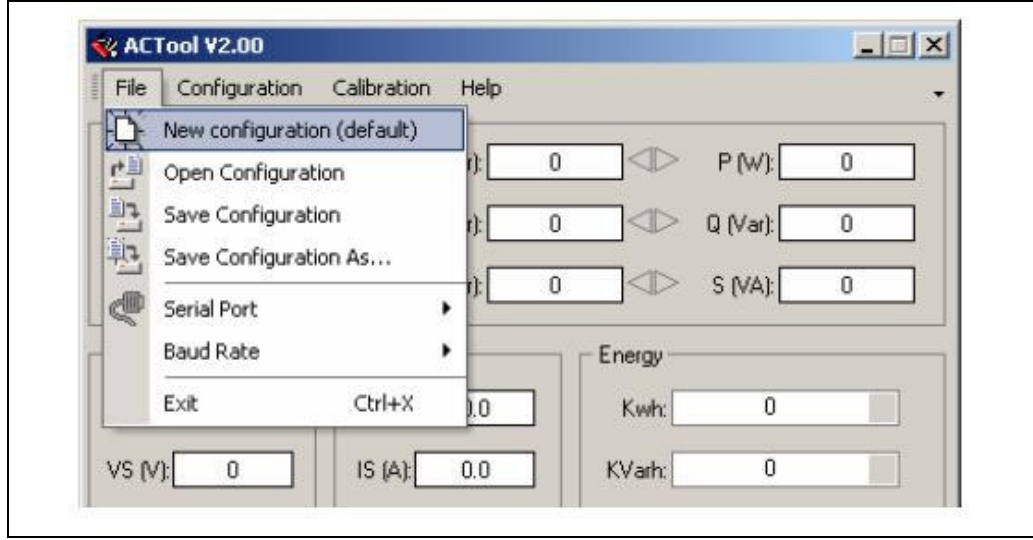 ACTool V2.00
File Configuration Calibration Help
New configuration (default)
Open Configuration
Save Configuration
Save Configuration As...
Serial Port
Baud Rate
Exit Ctrl+X
r): 0 P (W): 0
r): 0 Q (Var): 0
r): 0 S (VA): 0
Energy
0.0 Kwh: 0
VS (V): 0 IS (A): 0.0 KVarh: 0